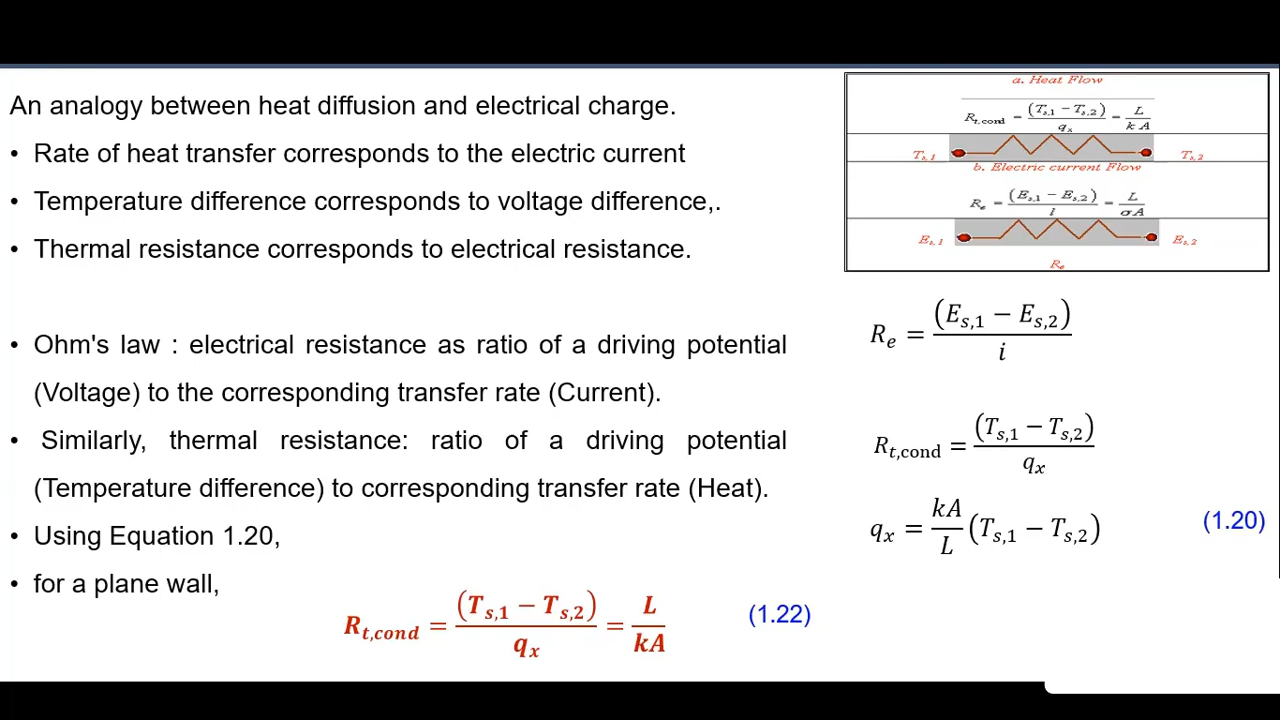 An analogy between heat diffusion and electrical charge.
• Rate of heat transfer corresponds to the electric current
• Temperature difference corresponds to voltage difference,.
• Thermal resistance corresponds to electrical resistance.
• Ohm's law : electrical resistance as ratio of a driving potential
(Voltage) to the corresponding transfer rate (Current).
• Similarly, thermal resistance: ratio of a driving potential
(Temperature difference) to corresponding transfer rate (Heat).
• Using Equation 1.20,
• for a plane wall,
R_{t,cond} = (T_{s,1} − T_{s,2}) / q_x = L / kA (1.22)
a. Heat Flow
R_{t,cond} = (T_{s,1} − T_{s,2}) / q_x = L / k A
T_{s,1} T_{s,2}
b. Electric current Flow
R_e = (E_{s,1} − E_{s,2}) / i = L / σA
E_{s,1} E_{s,2}
R_e
R_e = (E_{s,1} − E_{s,2}) / i
R_{t,cond} = (T_{s,1} − T_{s,2}) / q_x
q_x = kA / L (T_{s,1} − T_{s,2}) (1.20)